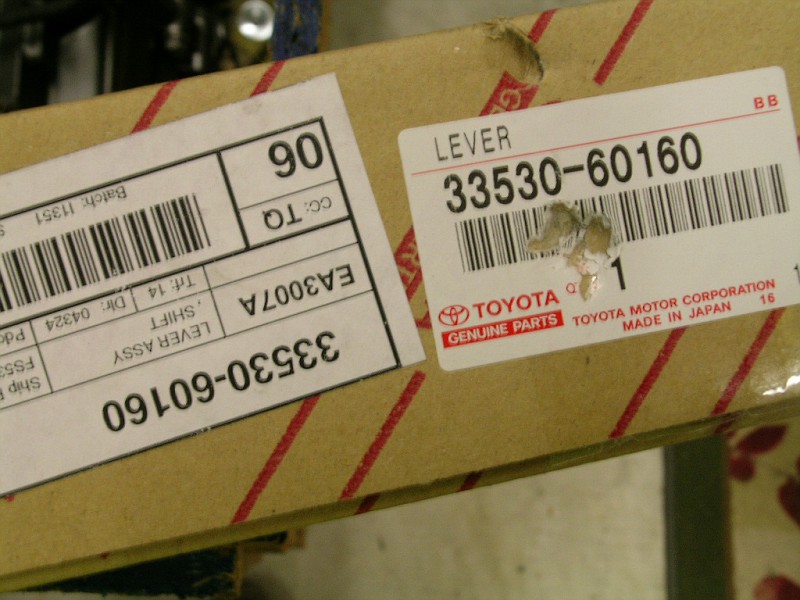 LEVER
BB
33530-60160
1
TOYOTA
GENUINE PARTS
TOYOTA MOTOR CORPORATION
MADE IN JAPAN 16
33530-60160
LEVER ASSY
, SHIFT
EA3007A
Trf: 14
Dlr: 04324
CC: TQ
06
Batch: I1351